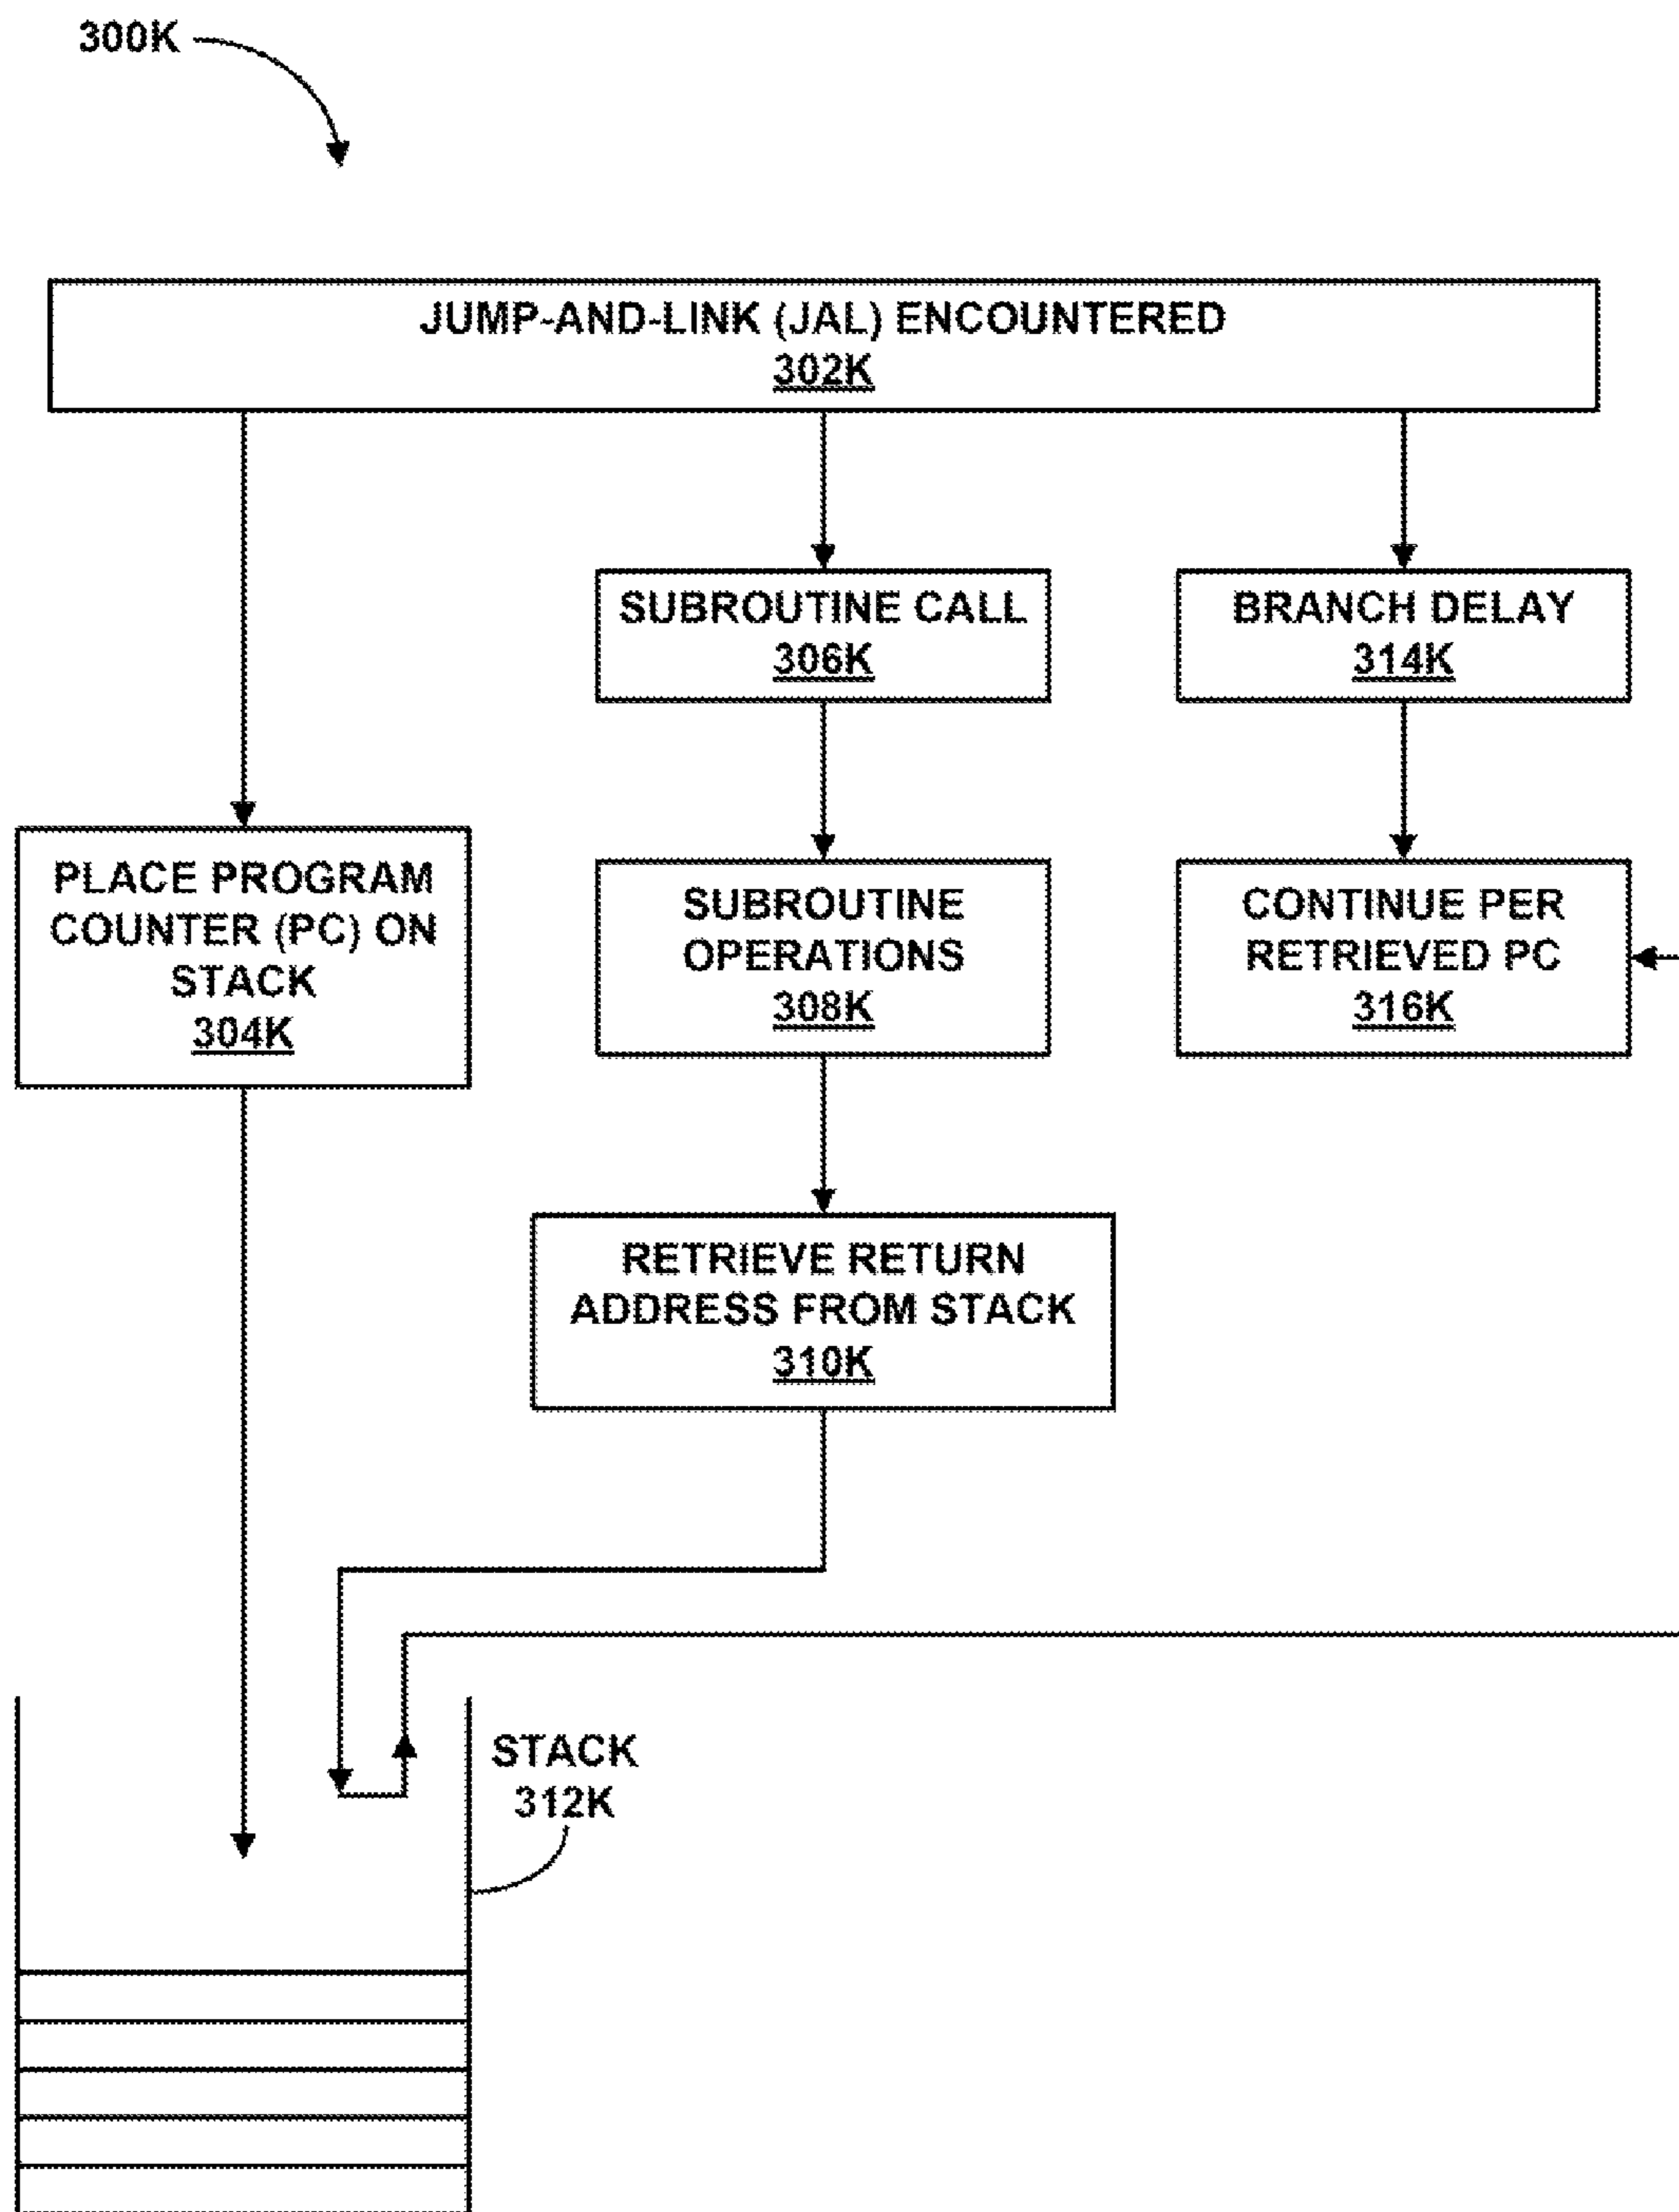 300K
JUMP-AND-LINK (JAL) ENCOUNTERED
302K
SUBROUTINE CALL
306K
BRANCH DELAY
314K
PLACE PROGRAM
COUNTER (PC) ON
STACK
304K
SUBROUTINE
OPERATIONS
308K
CONTINUE PER
RETRIEVED PC
316K
RETRIEVE RETURN
ADDRESS FROM STACK
310K
STACK
312K